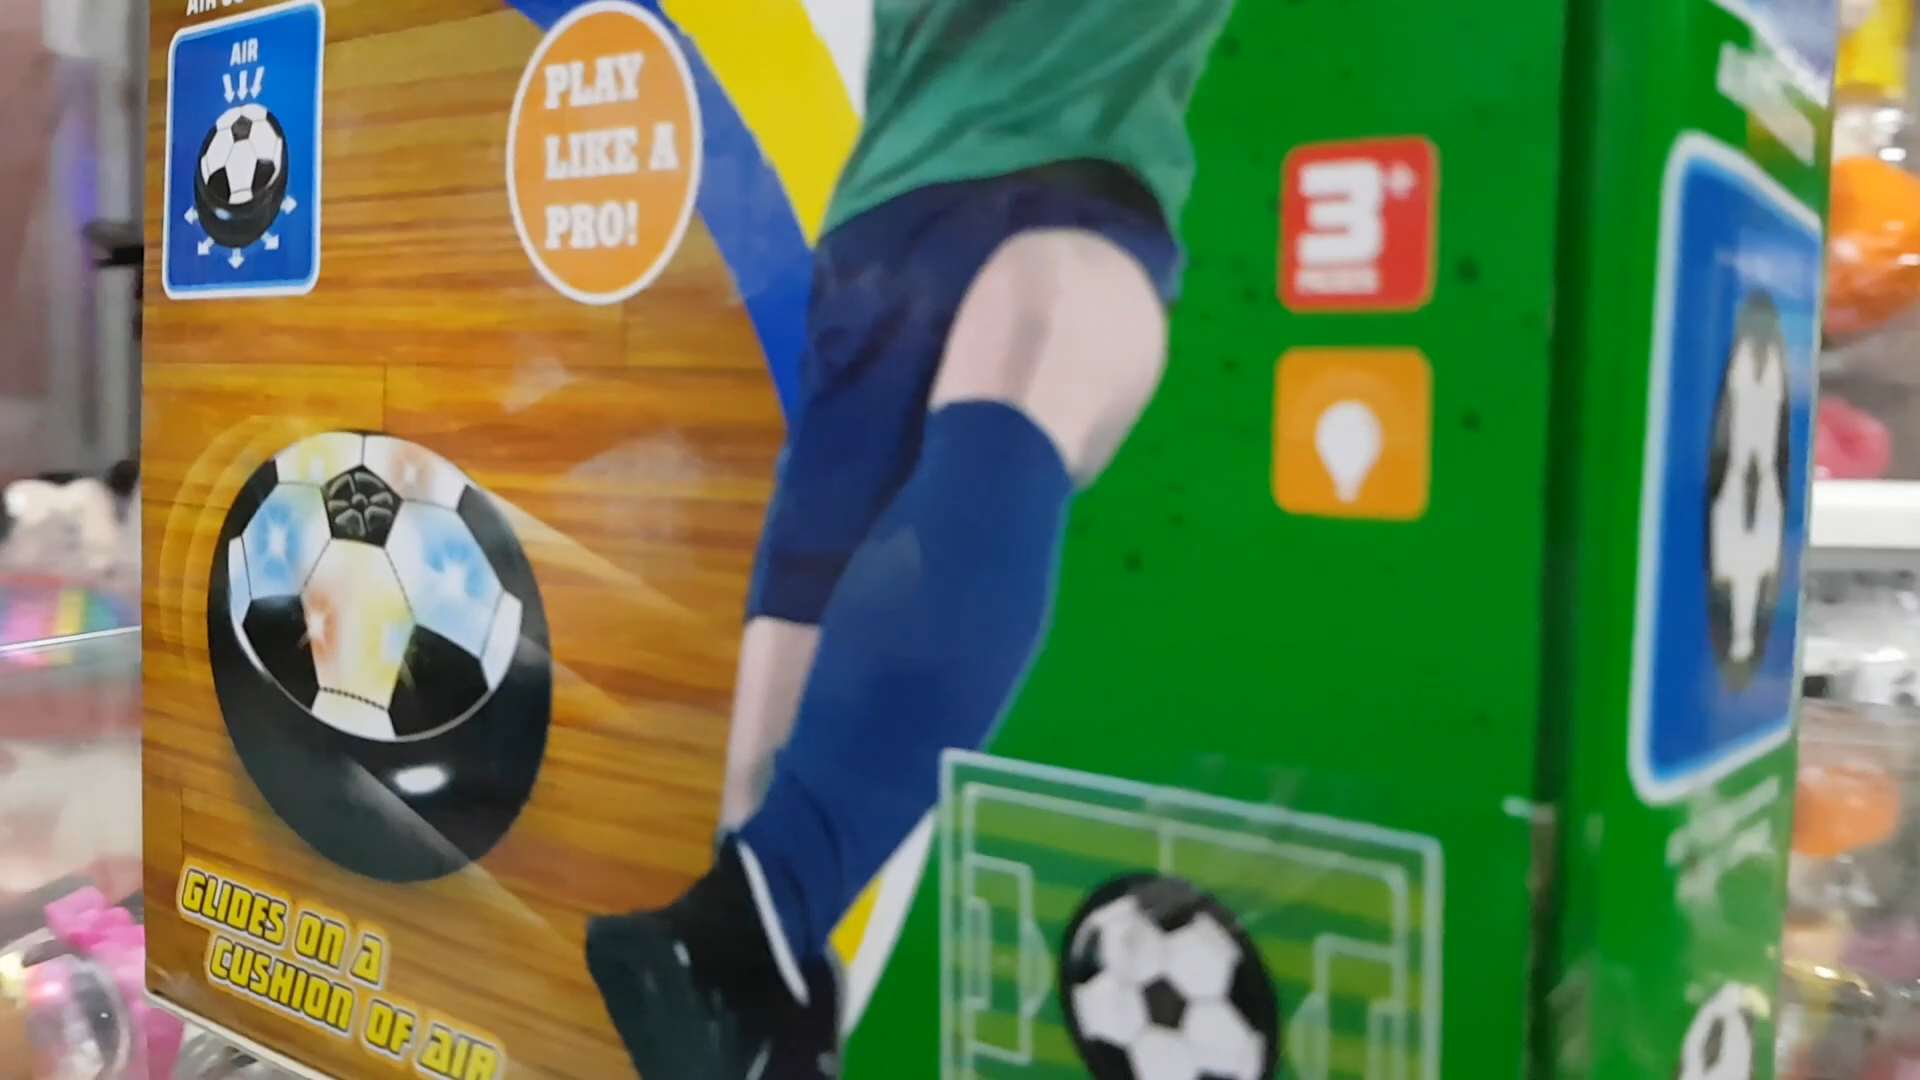 AIR
PLAY
LIKE A
PRO!
3+
GLIDES ON A
CUSHION OF AIR